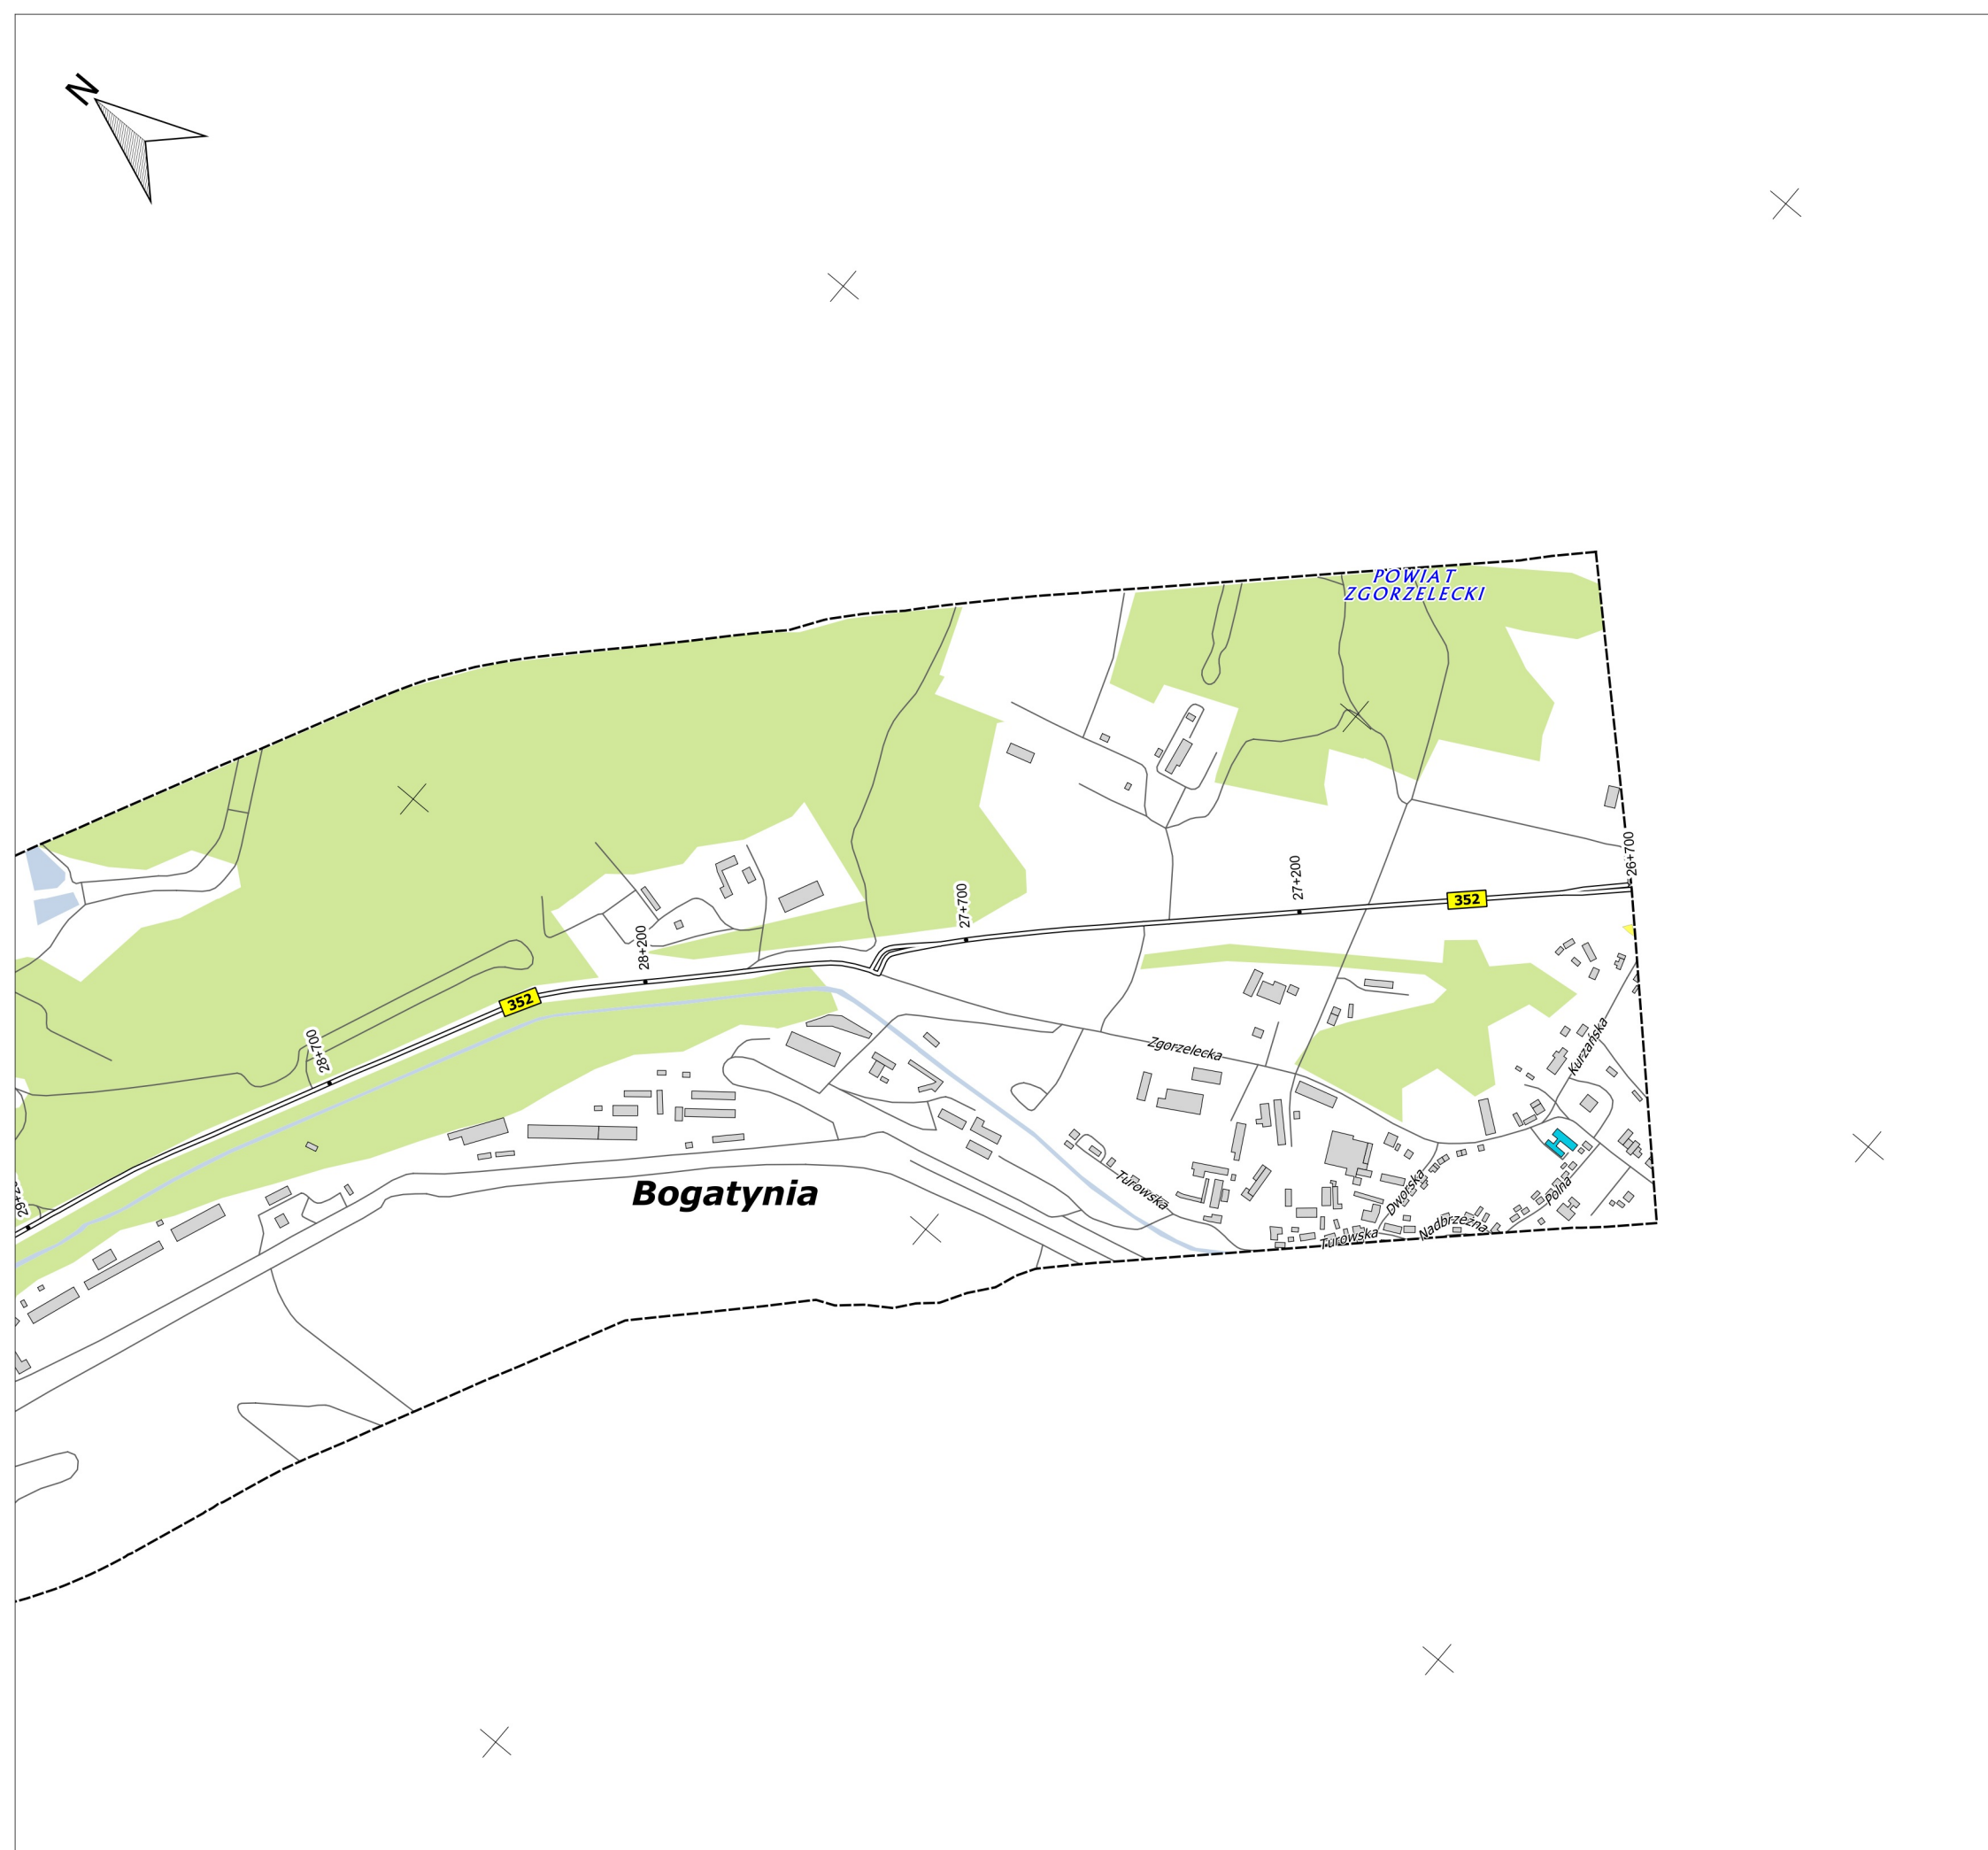 N
POWIAT
ZGORZELECKI
26+700
27+200
352
27+700
28+200
352
28+700
Kurzańska
Zgorzelecka
Turowska
Dworska
Polna
Bogatynia
Nadbrzeżna
Turowska